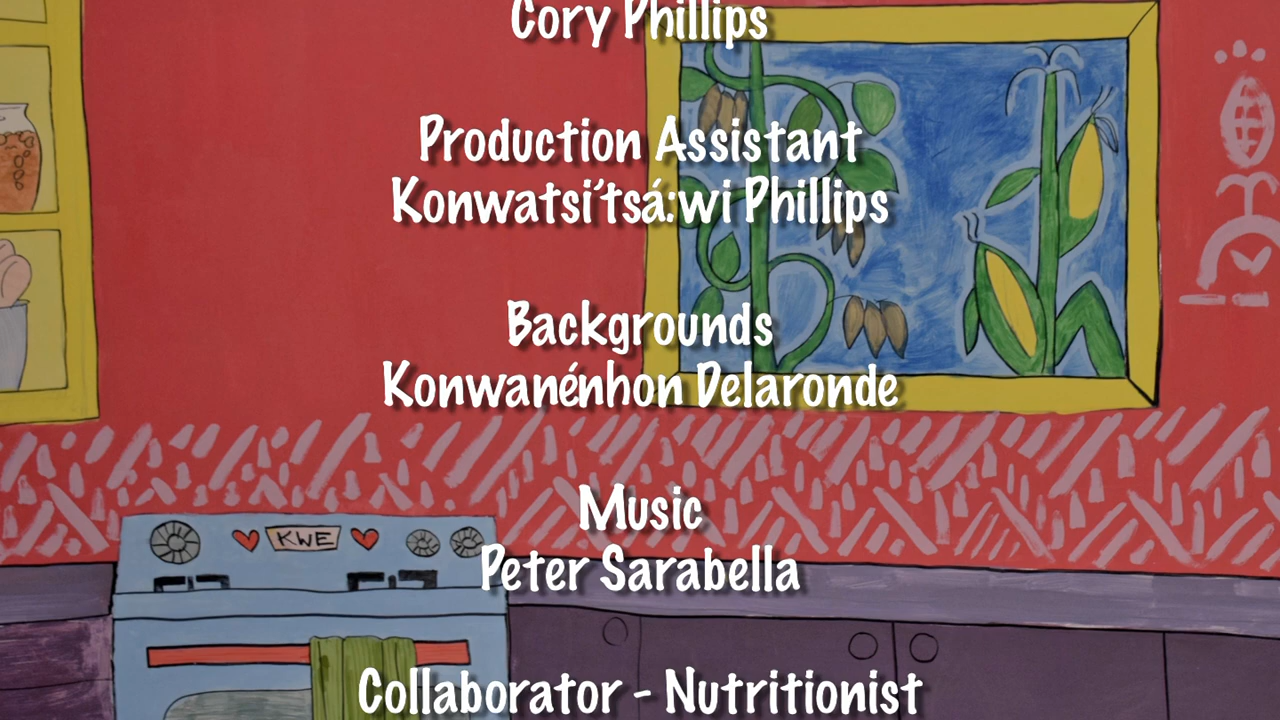 Cory Phillips
Production Assistant
Konwatsi’tsá:wi Phillips
Backgrounds
Konwanénhon Delaronde
Music
Peter Sarabella
KWE
Collaborator - Nutritionist